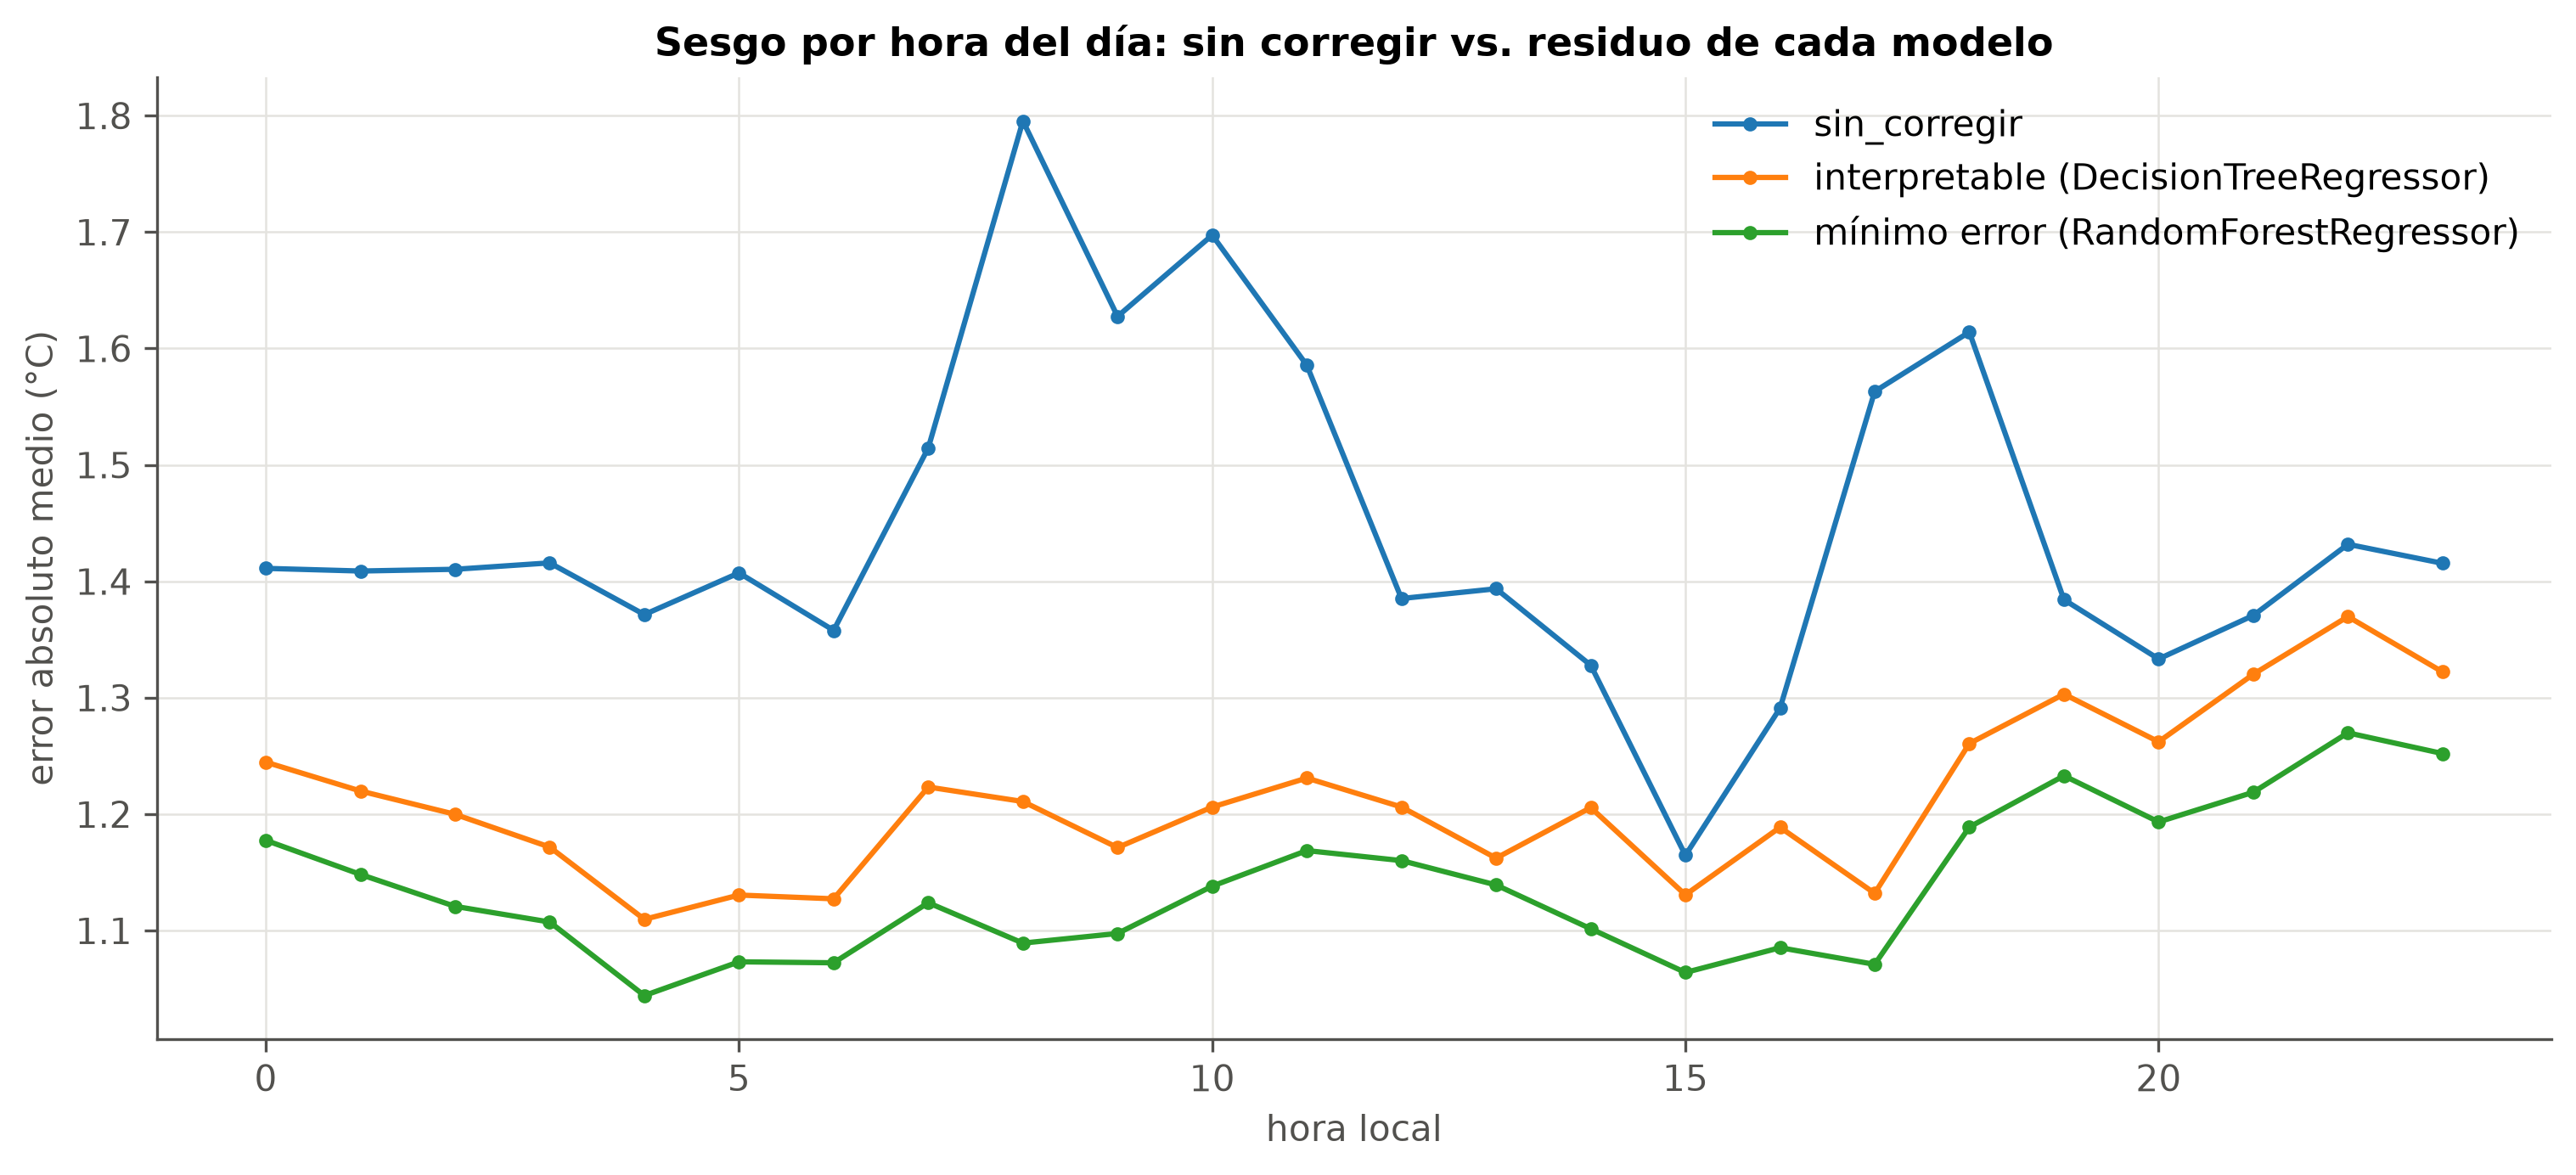 Sesgo por hora del día: sin corregir vs. residuo de cada modelo
sin_corregir
interpretable (DecisionTreeRegressor)
mínimo error (RandomForestRegressor)
error absoluto medio (°C)
1.8
1.7
1.6
1.5
1.4
1.3
1.2
1.1
0 5 10 15 20
hora local